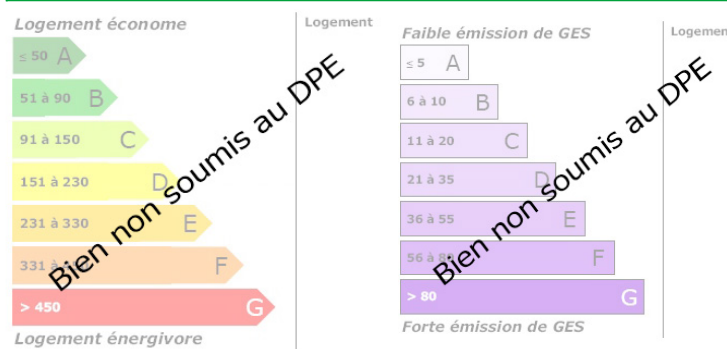 Logement économe
Logement
≤ 50 A
51 à 90 B
91 à 150 C
151 à 230 D
231 à 330 E
331 à F
> 450 G
Logement énergivore
Bien non soumis au DPE
Faible émission de GES
Logement
≤ 5 A
6 à 10 B
11 à 20 C
21 à 35 D
36 à 55 E
56 à 80 F
> 80 G
Forte émission de GES
Bien non soumis au DPE